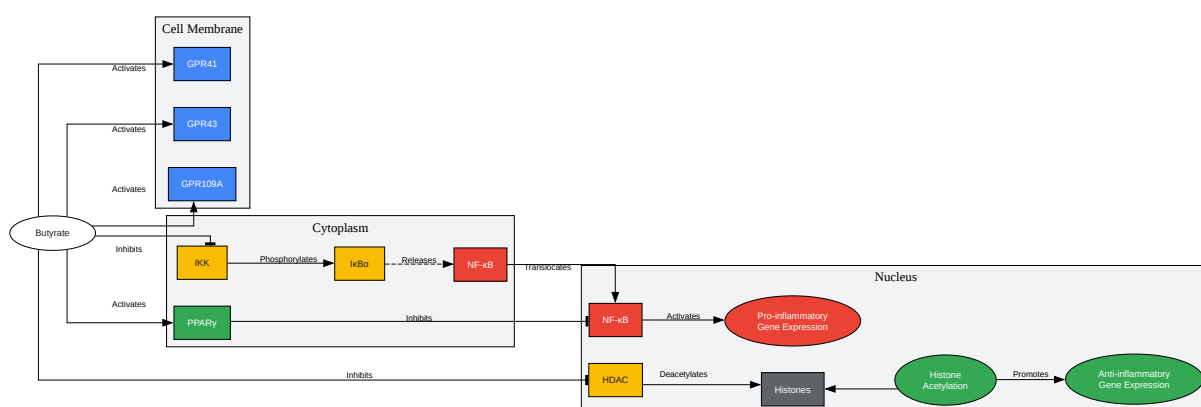 Cell Membrane
GPR41
Activates
GPR43
Activates
GPR109A
Activates
Butyrate
Cytoplasm
Inhibits
IKK
Phosphorylates
IκBα
Releases
NF-κB
Translocates
Nucleus
Activates
PPARγ
Inhibits
NF-κB
Activates
Pro-inflammatory
Gene Expression
Inhibits
HDAC
Deacetylates
Histones
Histone
Acetylation
Promotes
Anti-inflammatory
Gene Expression